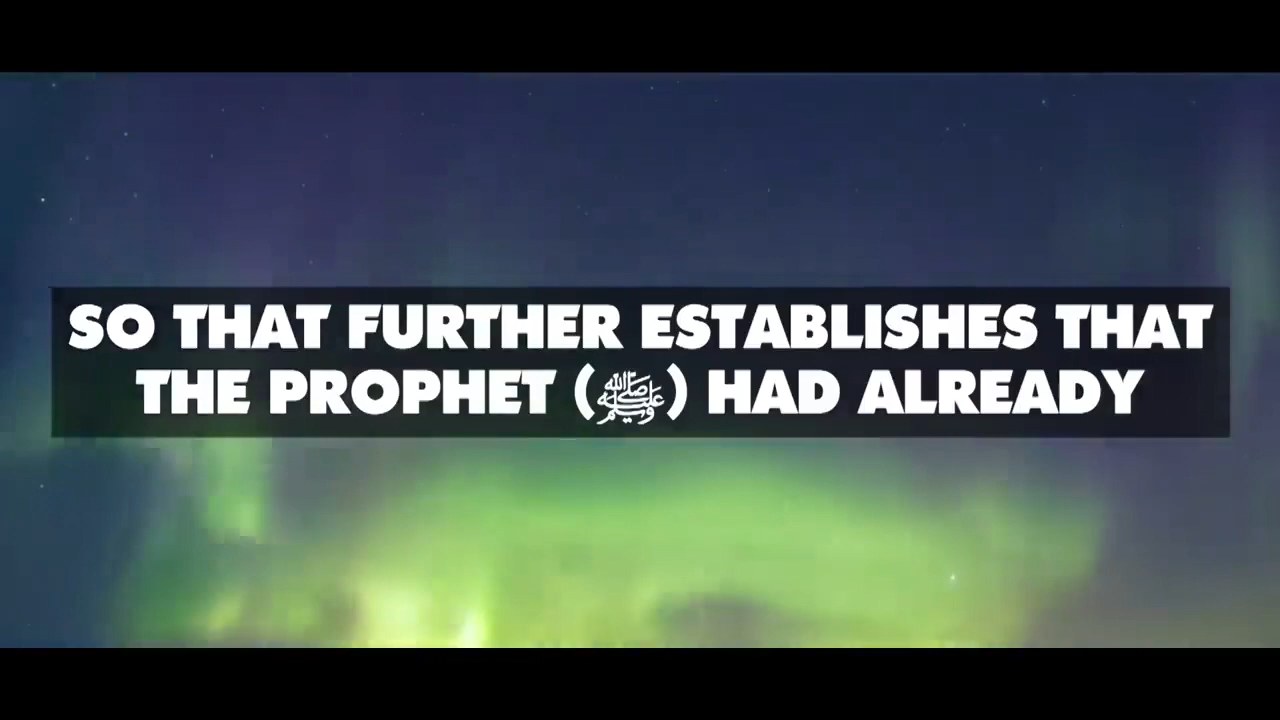 SO THAT FURTHER ESTABLISHES THAT
THE PROPHET (ﷺ) HAD ALREADY